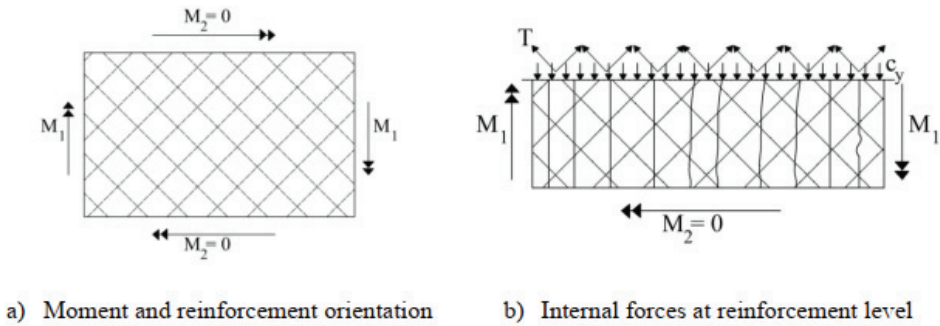 M₂= 0
M₁
M₁
M₂= 0
T
c_y
M₁
M₁
M₂= 0
a) Moment and reinforcement orientation
b) Internal forces at reinforcement level